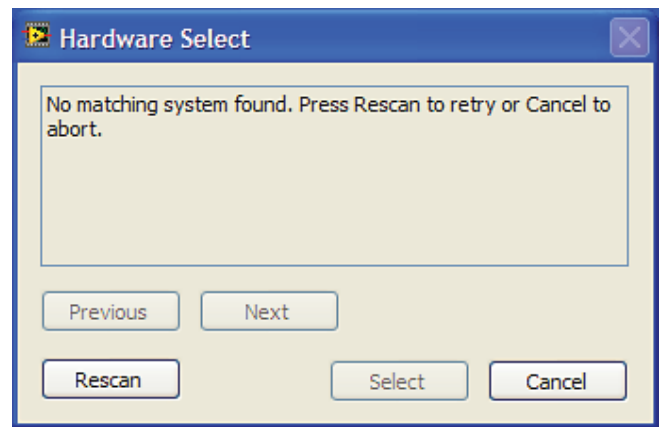 Hardware Select
No matching system found. Press Rescan to retry or Cancel to
abort.
Previous Next
Rescan Select Cancel